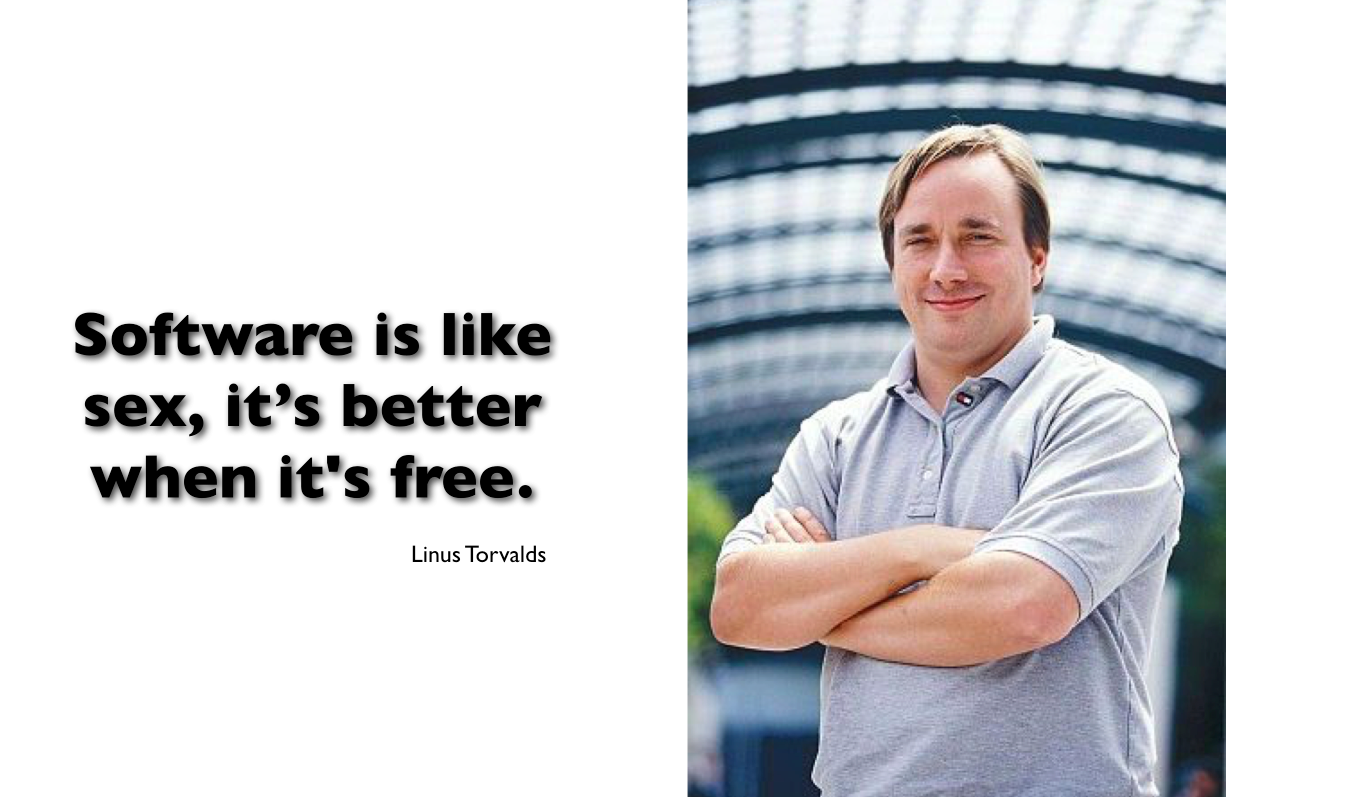 Software is like
sex, it’s better
when it's free.
Linus Torvalds